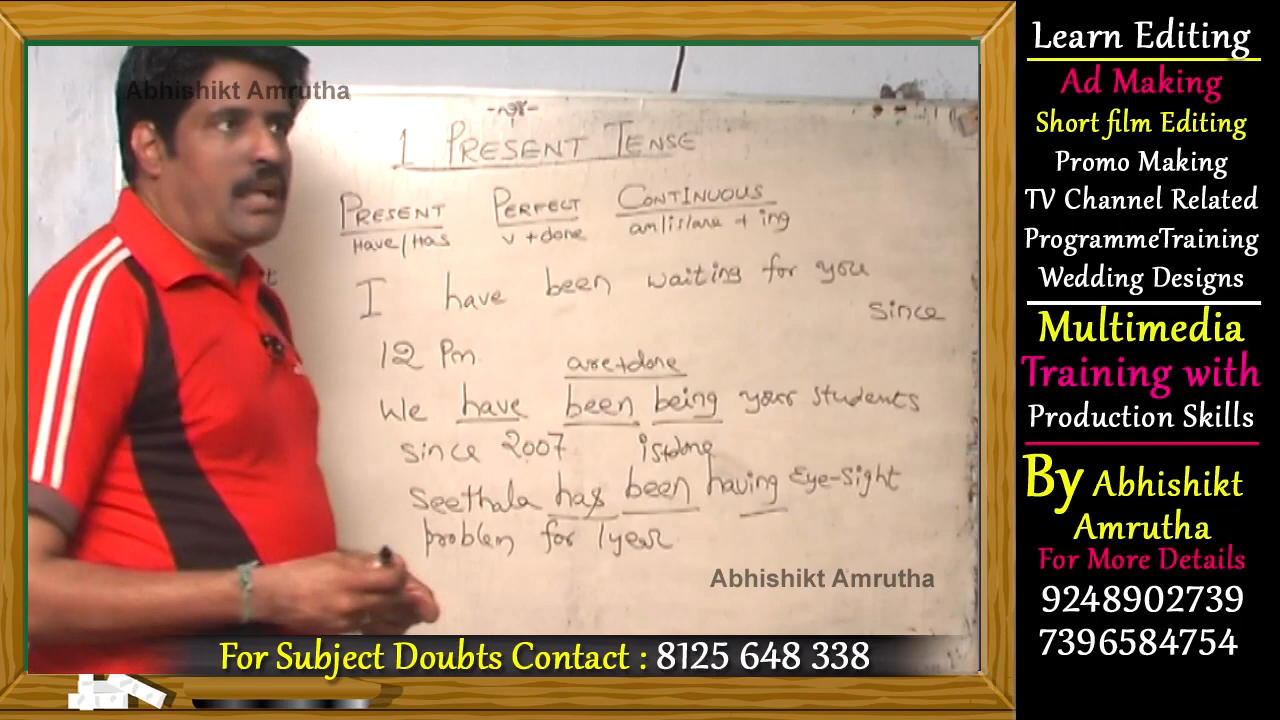 Abhishikt Amrutha
1 PRESENT TENSE
PRESENT PERFECT CONTINUOUS
Have/Has v+done am/is/are + ing
I have been waiting for you
since
12 Pm
are+done
We have been being your students
since 2007
is+done
Seethala has been having Eye-Sight
problem for 1 year
Abhishikt Amrutha
For Subject Doubts Contact : 8125 648 338
Learn Editing
Ad Making
Short film Editing
Promo Making
TV Channel Related
ProgrammeTraining
Wedding Designs
Multimedia
Training with
Production Skills
By Abhishikt
Amrutha
For More Details
9248902739
7396584754